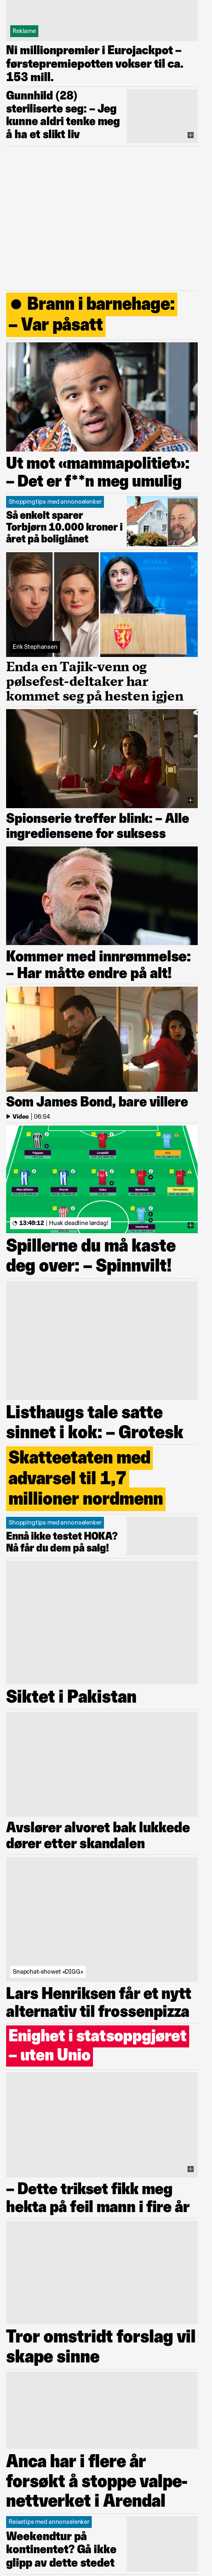 Reklame
Ni millionpremier i Eurojackpot –
førstepremiepotten vokser til ca.
153 mill.
Gunnhild (28)
steriliserte seg: – Jeg
kunne aldri tenke meg
å ha et slikt liv
● Brann i barnehage:
– Var påsatt
Ut mot «mammapolitiet»:
– Det er f**n meg umulig
Shoppingtips med annonselenker
Så enkelt sparer
Torbjørn 10.000 kroner i
året på boliglånet
Erik Stephansen
Enda en Tajik-venn og
pølsefest-deltaker har
kommet seg på hesten igjen
Spionserie treffer blink: – Alle
ingrediensene for suksess
Kommer med innrømmelse:
– Har måtte endre på alt!
Som James Bond, bare villere
Video | 06:54
13:49:12 | Husk deadline lørdag!
Spillerne du må kaste
deg over: – Spinnvilt!
Listhaugs tale satte
sinnet i kok: – Grotesk
Skatteetaten med
advarsel til 1,7
millioner nordmenn
Shoppingtips med annonselenker
Ennå ikke testet HOKA?
Nå får du dem på salg!
Siktet i Pakistan
Avslører alvoret bak lukkede
dører etter skandalen
Snapchat-showet «DIGG»
Lars Henriksen får et nytt
alternativ til frossenpizza
Enighet i statsoppgjøret
– uten Unio
– Dette trikset fikk meg
hekta på feil mann i fire år
Tror omstridt forslag vil
skape sinne
Anca har i flere år
forsøkt å stoppe valpe-
nettverket i Arendal
Reisetips med annonselenker
Weekendtur på
kontinentet? Gå ikke
glipp av dette stedet